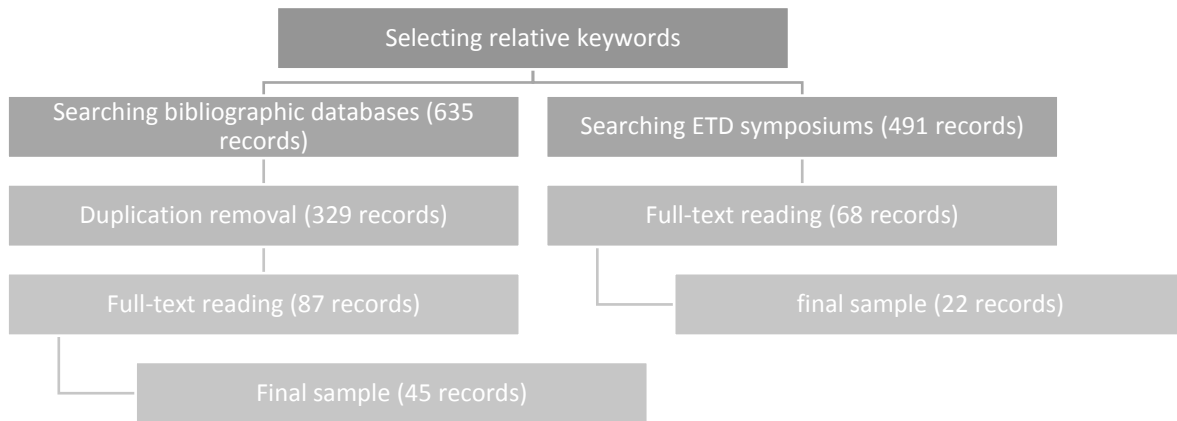 Selecting relative keywords
Searching bibliographic databases (635
records)
Searching ETD symposiums (491 records)
Duplication removal (329 records)
Full-text reading (68 records)
Full-text reading (87 records)
final sample (22 records)
Final sample (45 records)